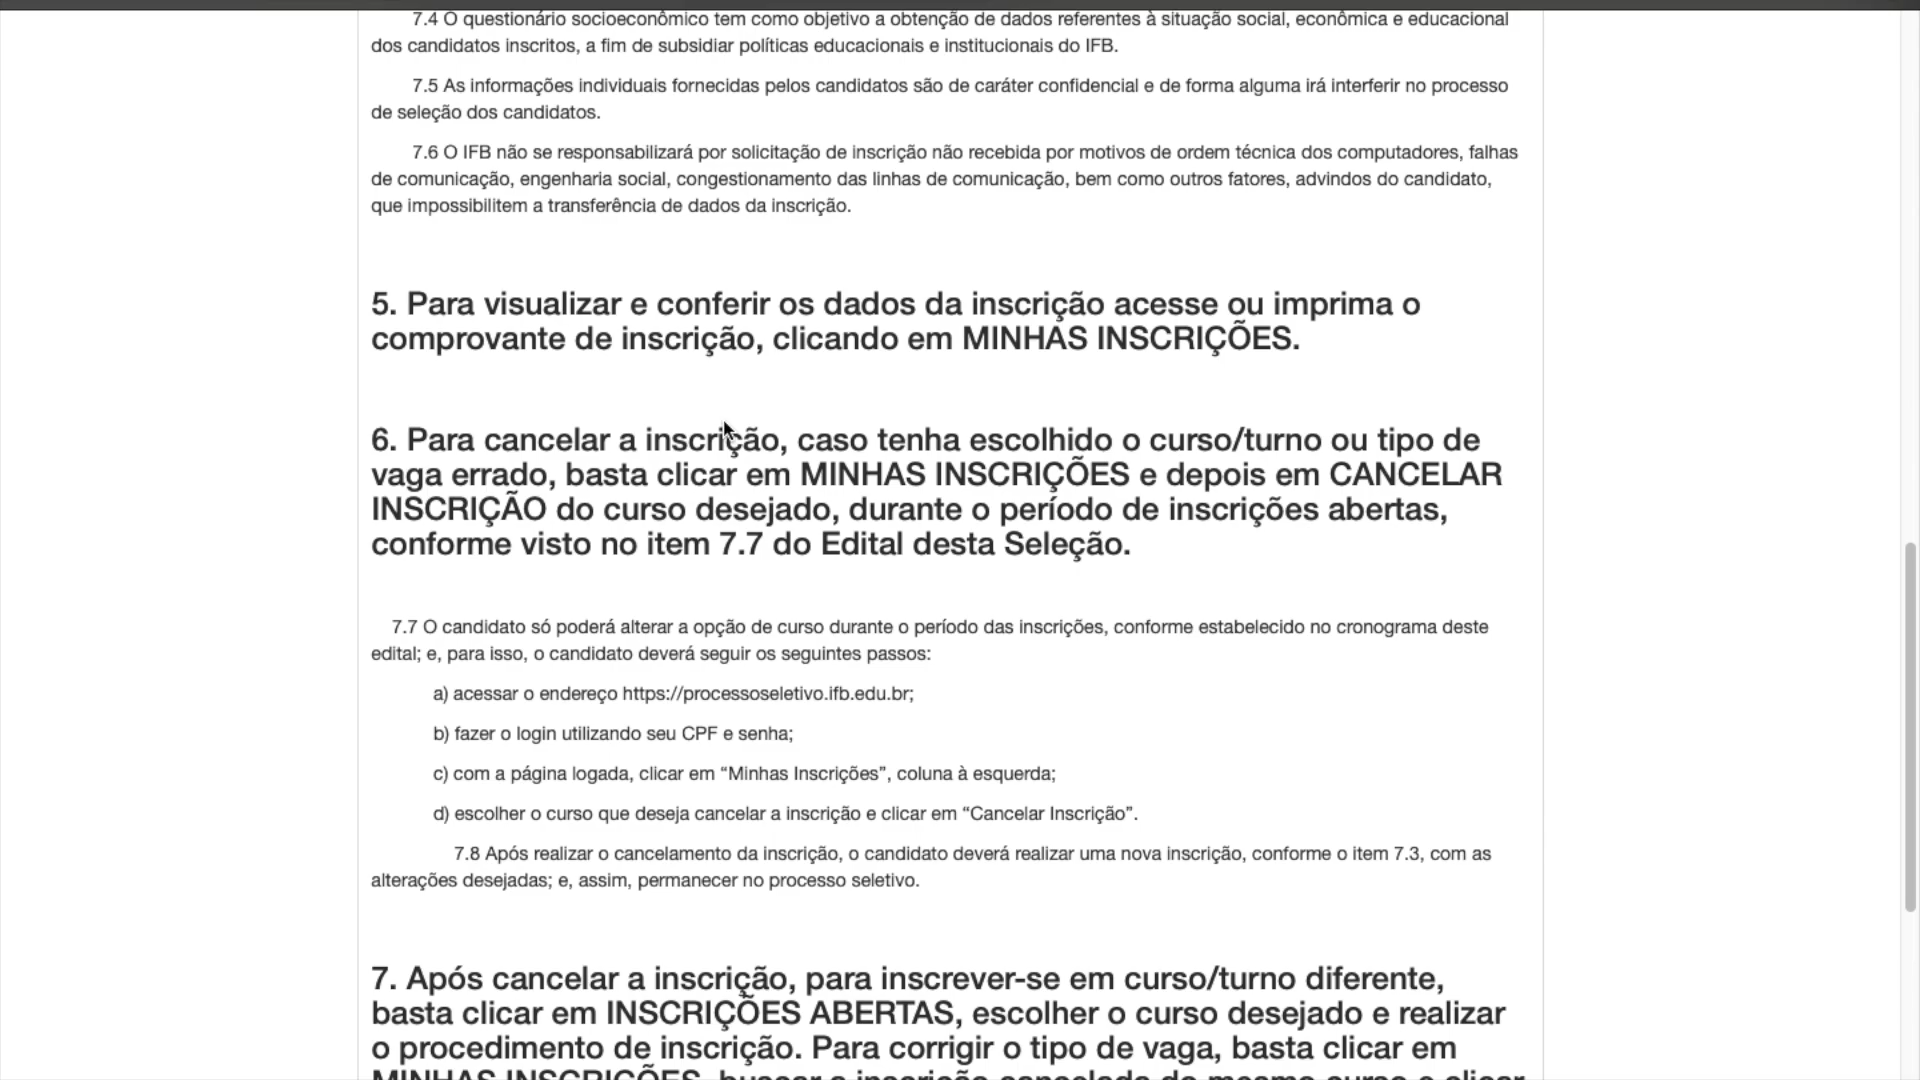 7.4 O questionário socioeconômico tem como objetivo a obtenção de dados referentes à situação social, econômica e educacional
dos candidatos inscritos, a fim de subsidiar políticas educacionais e institucionais do IFB.
7.5 As informações individuais fornecidas pelos candidatos são de caráter confidencial e de forma alguma irá interferir no processo
de seleção dos candidatos.
7.6 O IFB não se responsabilizará por solicitação de inscrição não recebida por motivos de ordem técnica dos computadores, falhas
de comunicação, engenharia social, congestionamento das linhas de comunicação, bem como outros fatores, advindos do candidato,
que impossibilitem a transferência de dados da inscrição.
5. Para visualizar e conferir os dados da inscrição acesse ou imprima o
comprovante de inscrição, clicando em MINHAS INSCRIÇÕES.
6. Para cancelar a inscrição, caso tenha escolhido o curso/turno ou tipo de
vaga errado, basta clicar em MINHAS INSCRIÇÕES e depois em CANCELAR
INSCRIÇÃO do curso desejado, durante o período de inscrições abertas,
conforme visto no item 7.7 do Edital desta Seleção.
7.7 O candidato só poderá alterar a opção de curso durante o período das inscrições, conforme estabelecido no cronograma deste
edital; e, para isso, o candidato deverá seguir os seguintes passos:
a) acessar o endereço https://processoseletivo.ifb.edu.br;
b) fazer o login utilizando seu CPF e senha;
c) com a página logada, clicar em “Minhas Inscrições”, coluna à esquerda;
d) escolher o curso que deseja cancelar a inscrição e clicar em “Cancelar Inscrição”.
7.8 Após realizar o cancelamento da inscrição, o candidato deverá realizar uma nova inscrição, conforme o item 7.3, com as
alterações desejadas; e, assim, permanecer no processo seletivo.
7. Após cancelar a inscrição, para inscrever-se em curso/turno diferente,
basta clicar em INSCRIÇÕES ABERTAS, escolher o curso desejado e realizar
o procedimento de inscrição. Para corrigir o tipo de vaga, basta clicar em
MINHAS INSCRIÇÕES, buscar a inscrição cancelada do mesmo curso e clicar